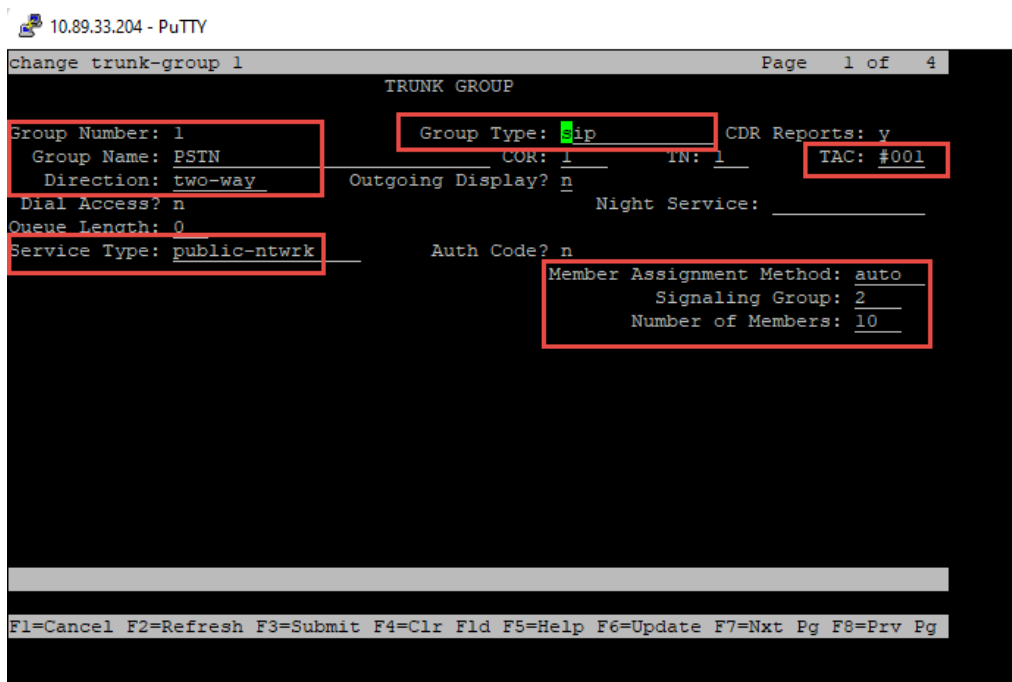 10.89.33.204 - PuTTY
change trunk-group 1 Page 1 of 4
TRUNK GROUP
Group Number: 1 Group Type: sip CDR Reports: y
Group Name: PSTN COR: 1 TN: 1 TAC: #001
Direction: two-way Outgoing Display? n
Dial Access? n Night Service:
Queue Length: 0
Service Type: public-ntwrk Auth Code? n
Member Assignment Method: auto
Signaling Group: 2
Number of Members: 10
F1=Cancel F2=Refresh F3=Submit F4=Clr Fld F5=Help F6=Update F7=Nxt Pg F8=Prv Pg